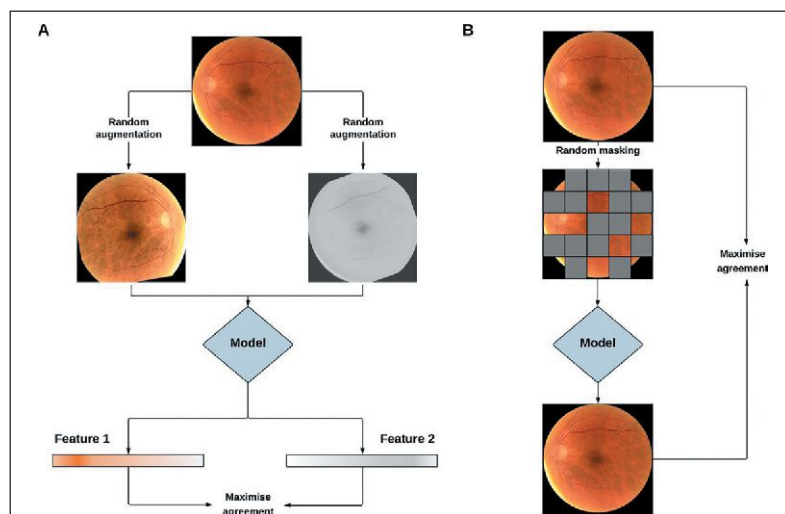 A
Random
augmentation
Random
augmentation
Model
Feature 1
Feature 2
Maximise
agreement
B
Random masking
Maximise
agreement
Model